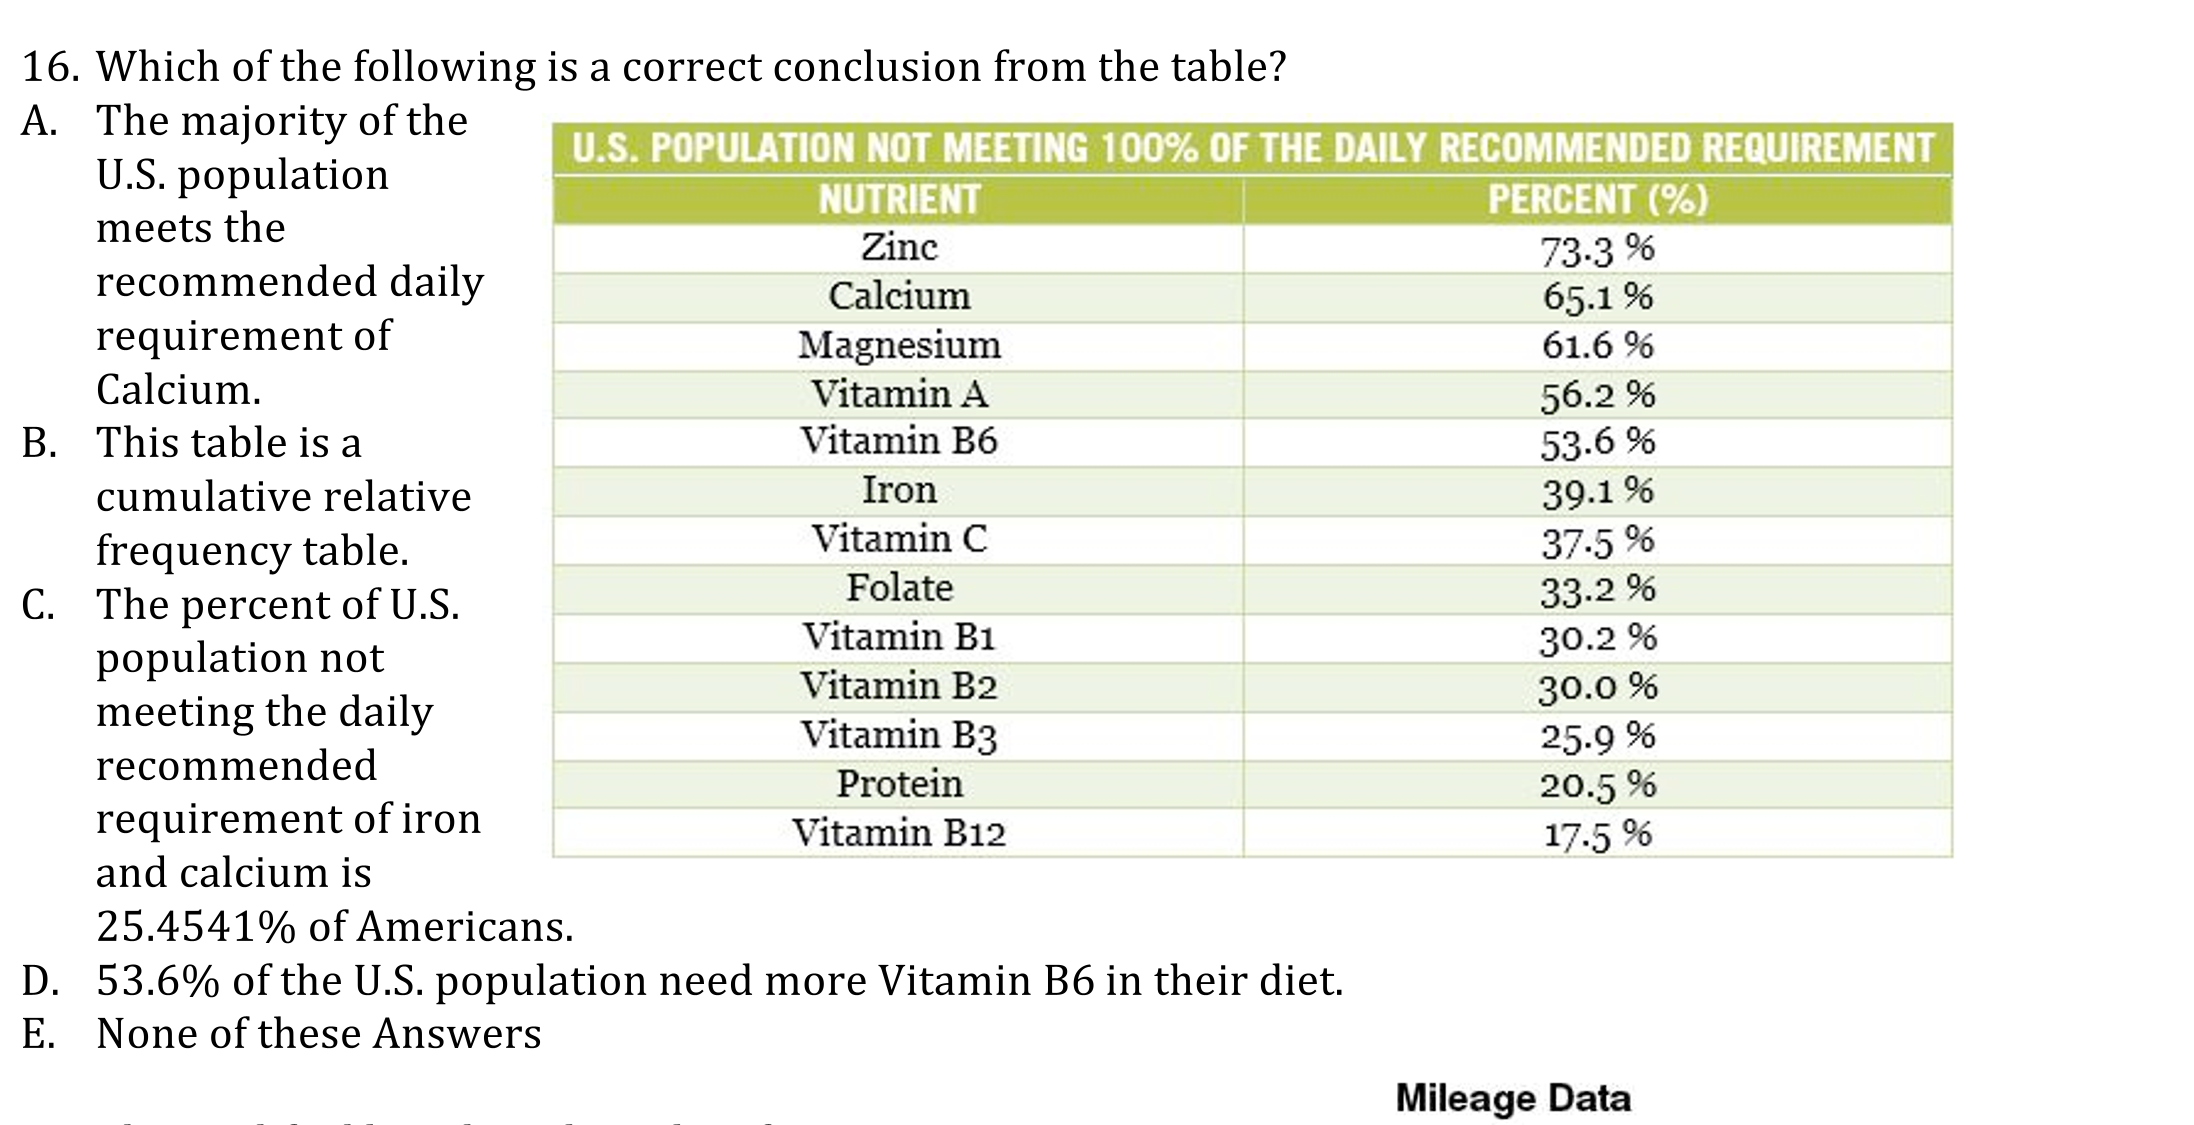 16. Which of the following is a correct conclusion from the table?
A. The majority of the
U.S. population
meets the
recommended daily
requirement of
Calcium.
B. This table is a
cumulative relative
frequency table.
C. The percent of U.S.
population not
meeting the daily
recommended
requirement of iron
and calcium is
25.4541% of Americans.
D. 53.6% of the U.S. population need more Vitamin B6 in their diet.
E. None of these Answers
U.S. POPULATION NOT MEETING 100% OF THE DAILY RECOMMENDED REQUIREMENT
NUTRIENT PERCENT (%)
Zinc 73.3 %
Calcium 65.1 %
Magnesium 61.6 %
Vitamin A 56.2 %
Vitamin B6 53.6 %
Iron 39.1 %
Vitamin C 37.5 %
Folate 33.2 %
Vitamin B1 30.2 %
Vitamin B2 30.0 %
Vitamin B3 25.9 %
Protein 20.5 %
Vitamin B12 17.5 %
Mileage Data